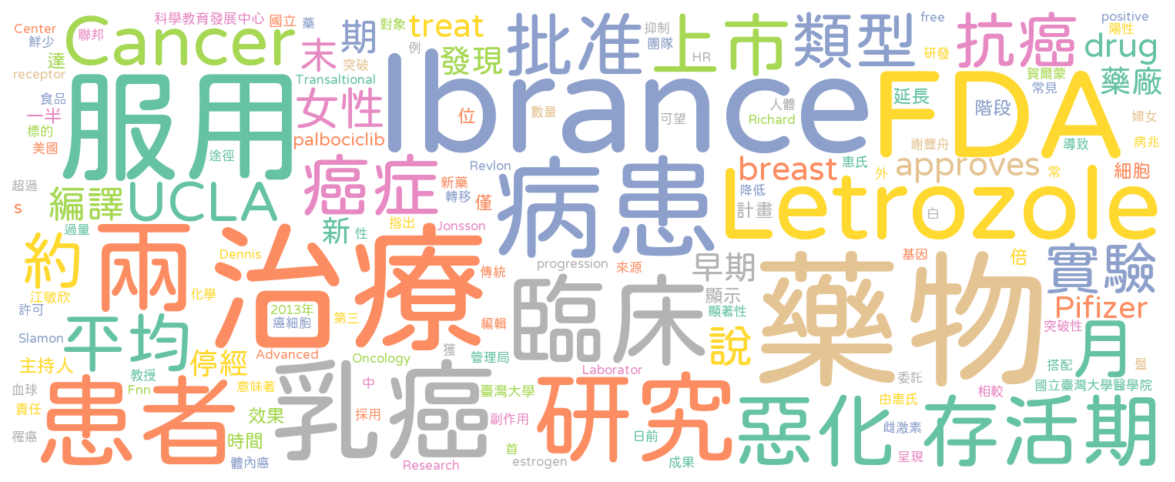 Center
鮮少
聯邦
科學教育發展中心
國立
藥
對象
例
treat
free
positive
陽性
Cancer
達
末
期
突破
抑制
團隊
HR
批准
上市
類型
研發
抗癌
drug
receptor
Transaltional
發現
賀爾蒙
常見
藥廠
食品
一半
標的
美國
服用
女性
palbociclib
Ibrance
位
數量
可望
人體
Richard
FDA
延長
階段
婦女
病兆
導致
謝豐舟
途徑
超過
s
編譯
過量
UCLA
癌症
Revlon
新藥
轉移
僅
病患
breast
惠氏
降低
計畫
外
approves
常
細胞
白
Letrozole
新
性
指出
Jonsson
約
江敏欣
許可
兩
Dennis
化學
治療
傳統
progression
來源
早期
顯示
藥物
基因
倍
實驗
Pifizer
2013年
癌細胞
第三
編輯
臨床
顯著性
說
突破性
月
Slamon
主持人
平均
停經
Advanced
Oncology
獲
管理局
搭配
暨
教授
Fnn
意味著
中
Laborator
委託
相較
國立臺灣大學醫學院
血球
責任
罹癌
患者
效果
時間
體內癌
乳癌
採用
臺灣大學
副作用
首
estrogen
Research
研究
日前
成果
惡化
由惠氏
雌激素
呈現
存活期